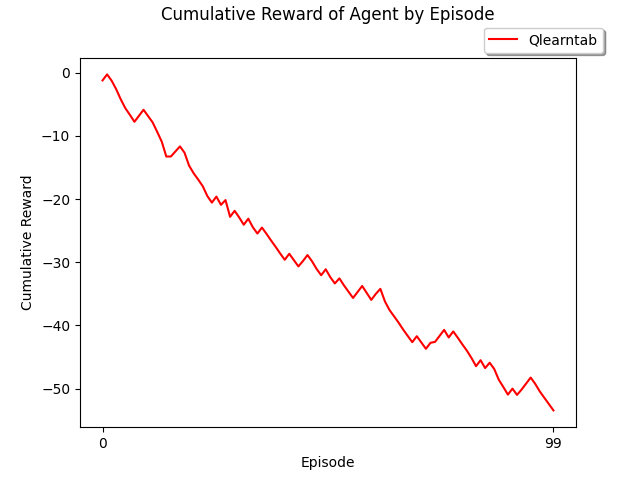 Cumulative Reward of Agent by Episode
Qlearntab
0
−10
−20
−30
−40
−50
Cumulative Reward
0
99
Episode